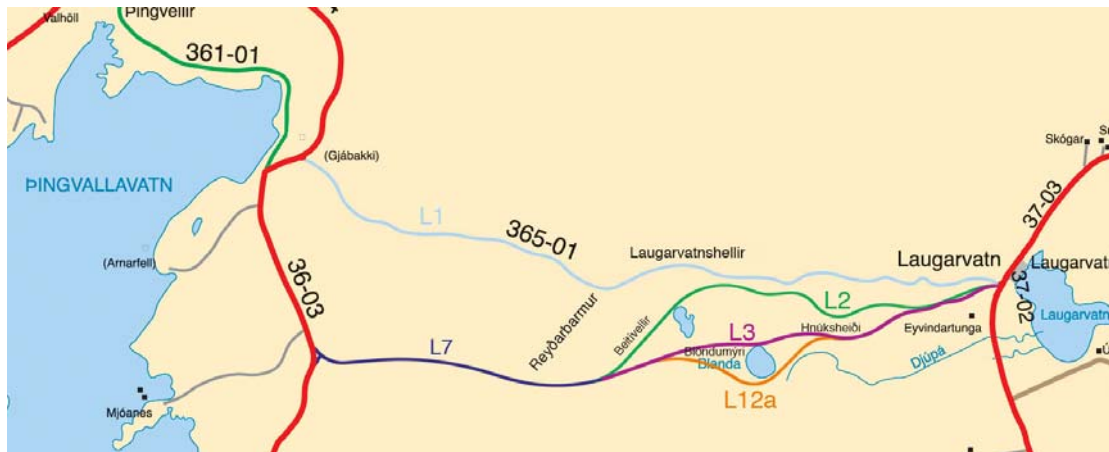 Valhöll
Þingvellir
361-01
Skógar
(Gjábakki)
ÞINGVALLAVATN
37-03
L1
365-01
Laugarvatnshellir
Laugarvatn
(Arnarfell)
36-03
37-02
Reyðarbarmur
L2
Laugarvatn
Beitivellir
L3
Hnúksheiði
Eyvindartunga
L7
Blöndumýri
Blanda
Djúpá
L12a
Mjóanes